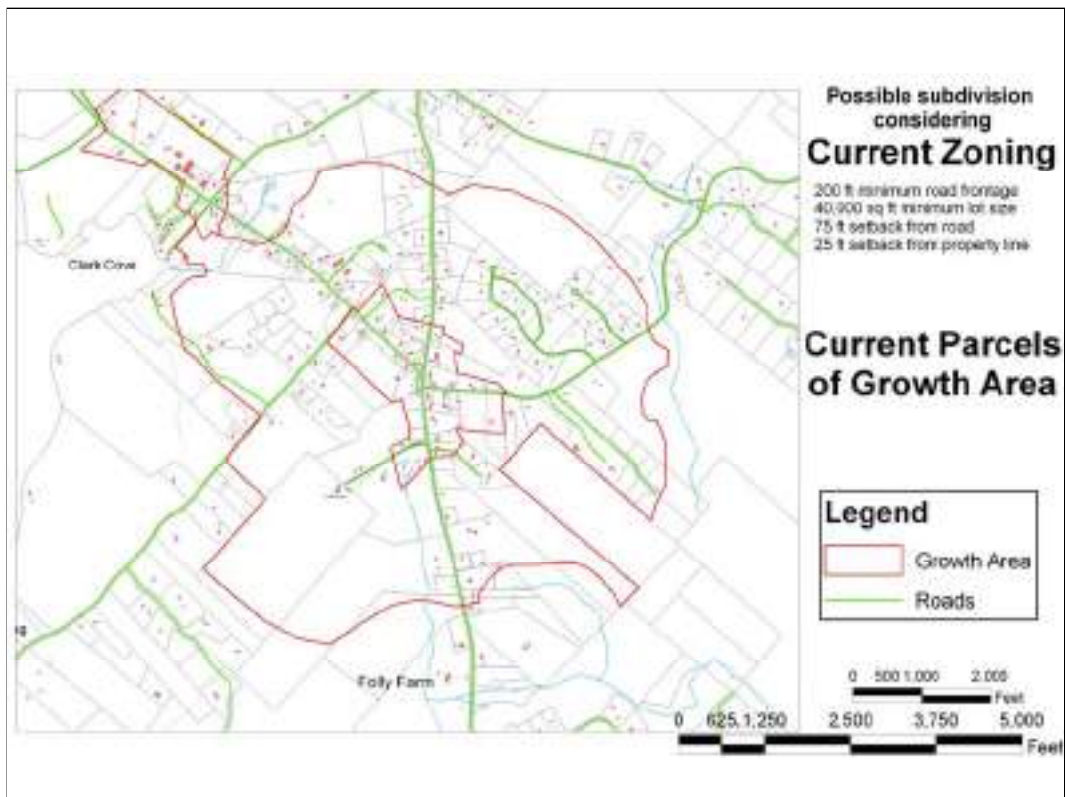 Possible subdivision
considering
Current Zoning
200 ft minimum road frontage
40,000 sq ft minimum lot size
75 ft setback from road
25 ft setback from property line
Clark Cove
Current Parcels
of Growth Area
Legend
Growth Area
Roads
Folly Farm
0 500 1,000 2,000
Feet
0 625 1,250 2,500 3,750 5,000
Feet